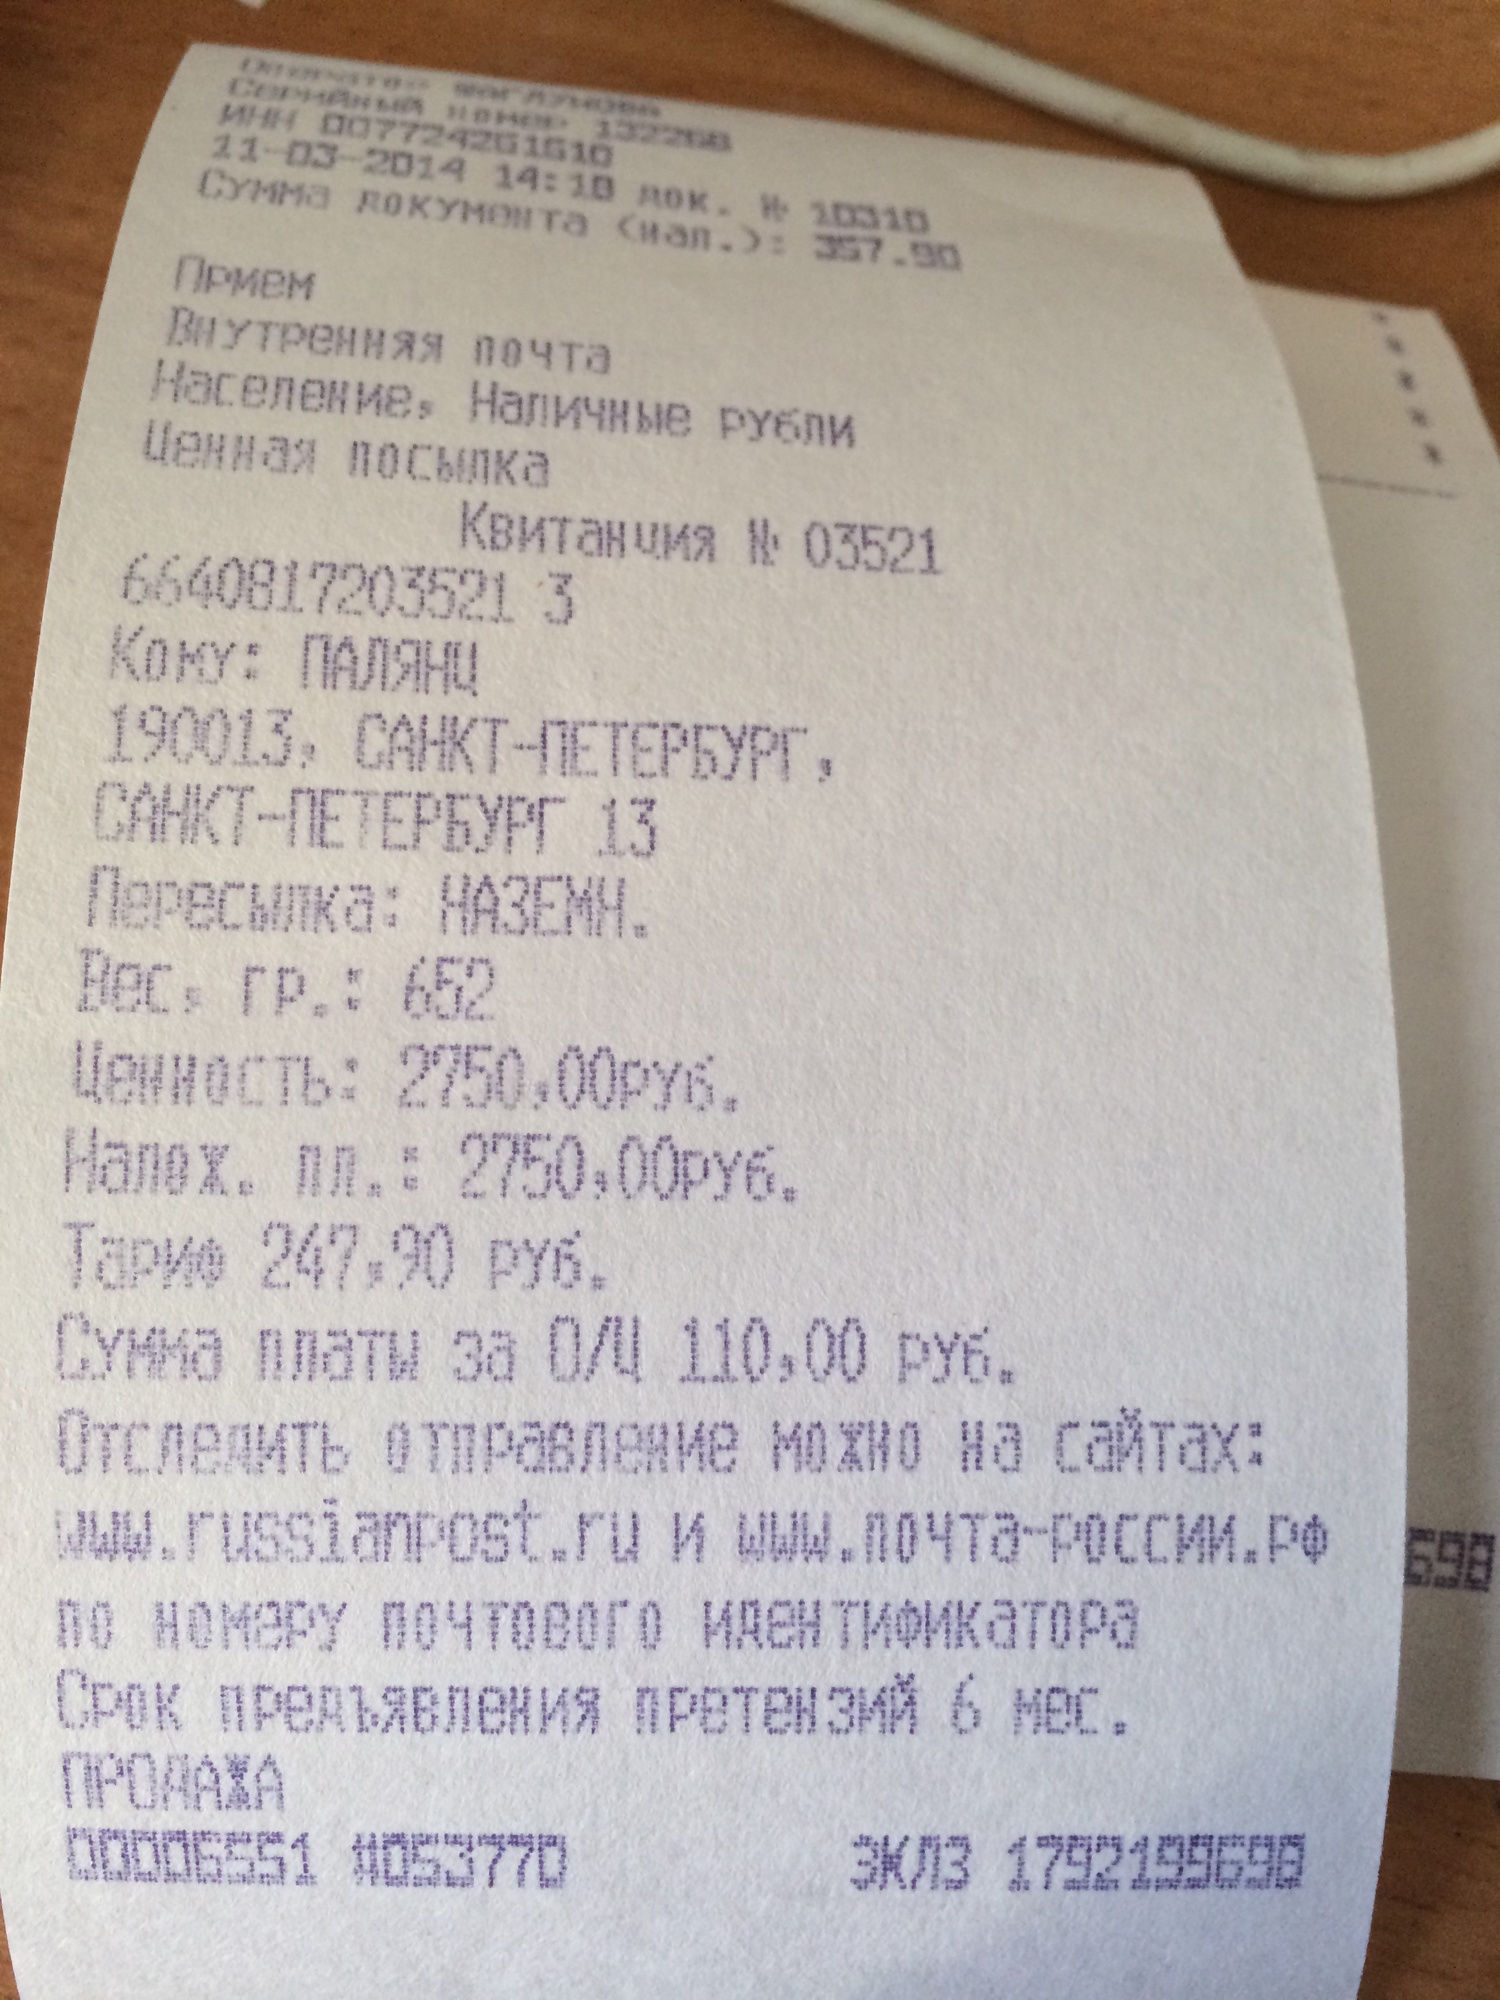 Серийный номер 132268
ИНН 007724261610
11-03-2014 14:18 док. № 10310
Сумма документа (нал.): 357.90
Прием
Внутренняя почта
Население, Наличные рубли
Ценная посылка
Квитанция № 03521
6640817203521 3
Кому: ПАЛЯНЦ
190013, САНКТ-ПЕТЕРБУРГ,
САНКТ-ПЕТЕРБУРГ 13
Пересылка: НАЗЕМН.
Вес, гр.: 652
Ценность: 2750,00руб.
Налож. пл.: 2750,00руб.
Тариф 247,90 руб.
Сумма платы за О/Ц 110,00 руб.
Отследить отправление можно на сайтах:
www.russianpost.ru и www.почта-россии.рф
по номеру почтового идентификатора
Срок предъявления претензий 6 мес.
ПРОДАЖА
00006551 #053770 ЭКЛЗ 1792199698
698